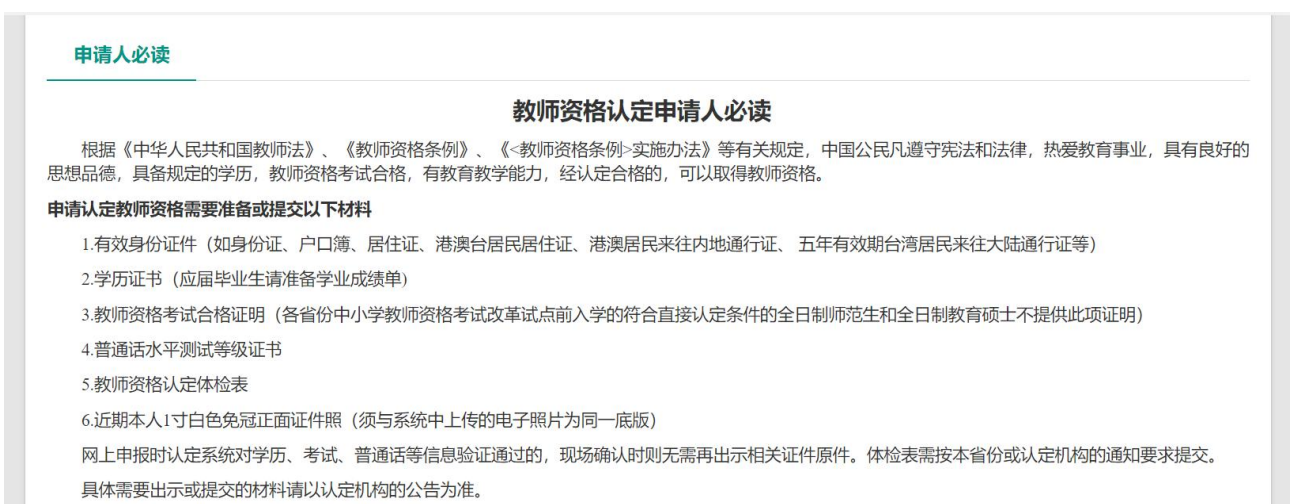 申请人必读
教师资格认定申请人必读
根据《中华人民共和国教师法》、《教师资格条例》、《<教师资格条例>实施办法》等有关规定，中国公民凡遵守宪法和法律，热爱教育事业，具有良好的
思想品德，具备规定的学历，教师资格考试合格，有教育教学能力，经认定合格的，可以取得教师资格。
申请认定教师资格需要准备或提交以下材料
1.有效身份证件（如身份证、户口簿、居住证、港澳台居民居住证、港澳居民来往内地通行证、 五年有效期台湾居民来往大陆通行证等）
2.学历证书（应届毕业生请准备学业成绩单)
3.教师资格考试合格证明（各省份中小学教师资格考试改革试点前入学的符合直接认定条件的全日制师范生和全日制教育硕士不提供此项证明）
4.普通话水平测试等级证书
5.教师资格认定体检表
6.近期本人1寸白色免冠正面证件照（须与系统中上传的电子照片为同一底版）
网上申报时认定系统对学历、考试、普通话等信息验证通过的，现场确认时则无需再出示相关证件原件。体检表需按本省份或认定机构的通知要求提交。
具体需要出示或提交的材料请以认定机构的公告为准。